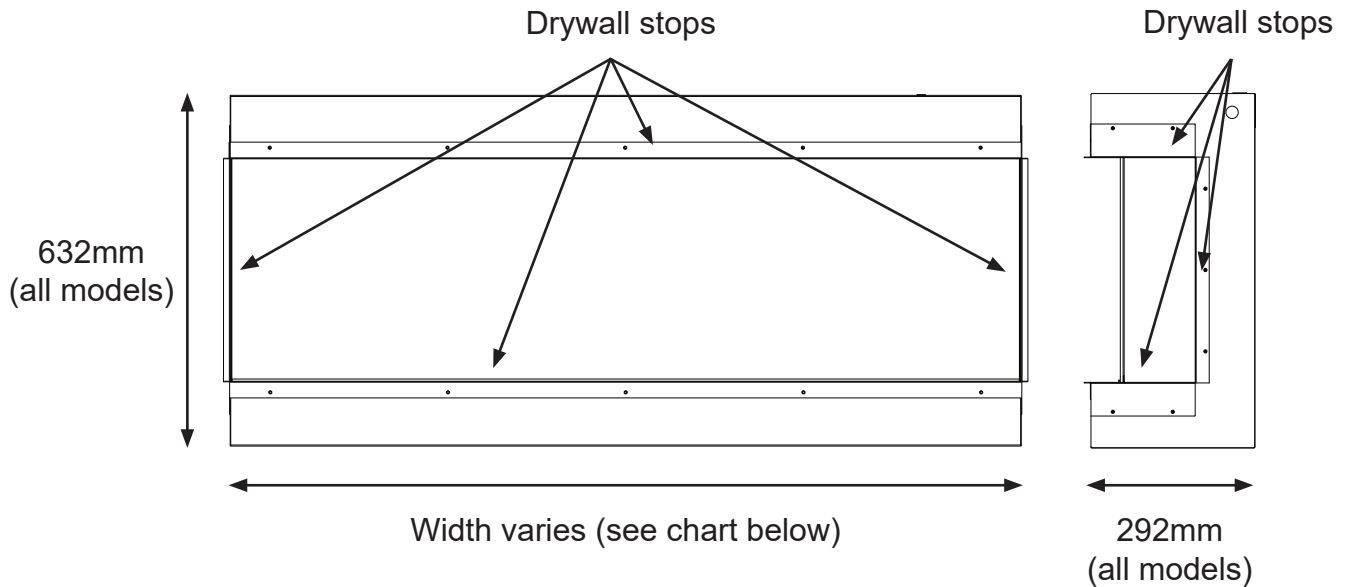 Drywall stops
Drywall stops
632mm
(all models)
Width varies (see chart below)
292mm
(all models)